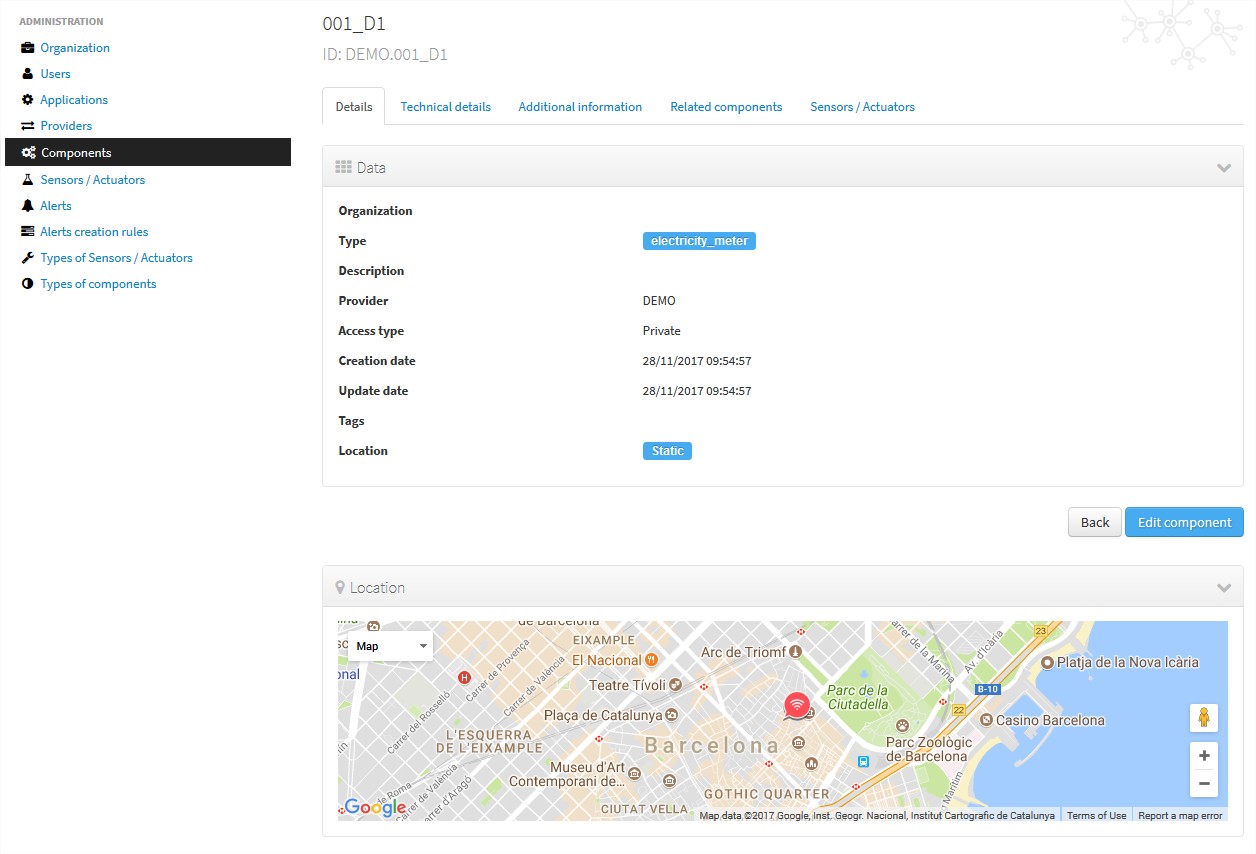 ADMINISTRATION
Organization
Users
Applications
Providers
Components
Sensors / Actuators
Alerts
Alerts creation rules
Types of Sensors / Actuators
Types of components
001_D1
ID: DEMO.001_D1
Details
Technical details
Additional information
Related components
Sensors / Actuators
Data
Organization
Type electricity_meter
Description
Provider DEMO
Access type Private
Creation date 28/11/2017 09:54:57
Update date 28/11/2017 09:54:57
Tags
Location Static
Back
Edit component
Location
Map
de Barcelona
EIXAMPLE
El Nacional
Teatre Tívoli
Plaça de Catalunya
Carrer de Provença
Carrer de València
Carrer del Rosselló
H
L'ESQUERRA
DE L'EIXAMPLE
Museu d'Art
Contemporani de...
Barcelona
CIUTAT VELLA
GOTHIC QUARTER
Arc de Triomf
Parc de la
Ciutadella
Parc Zoològic
de Barcelona
Carrer de la Marina
Av. d'Icària
23
B-10
22
Platja de la Nova Icària
Casino Barcelona
de Roma
Carrer de València
Carrer d'Aragó
Marítim
+
−
Google
Map data ©2017 Google, Inst. Geogr. Nacional, Institut Cartogràfic de Catalunya
Terms of Use
Report a map error